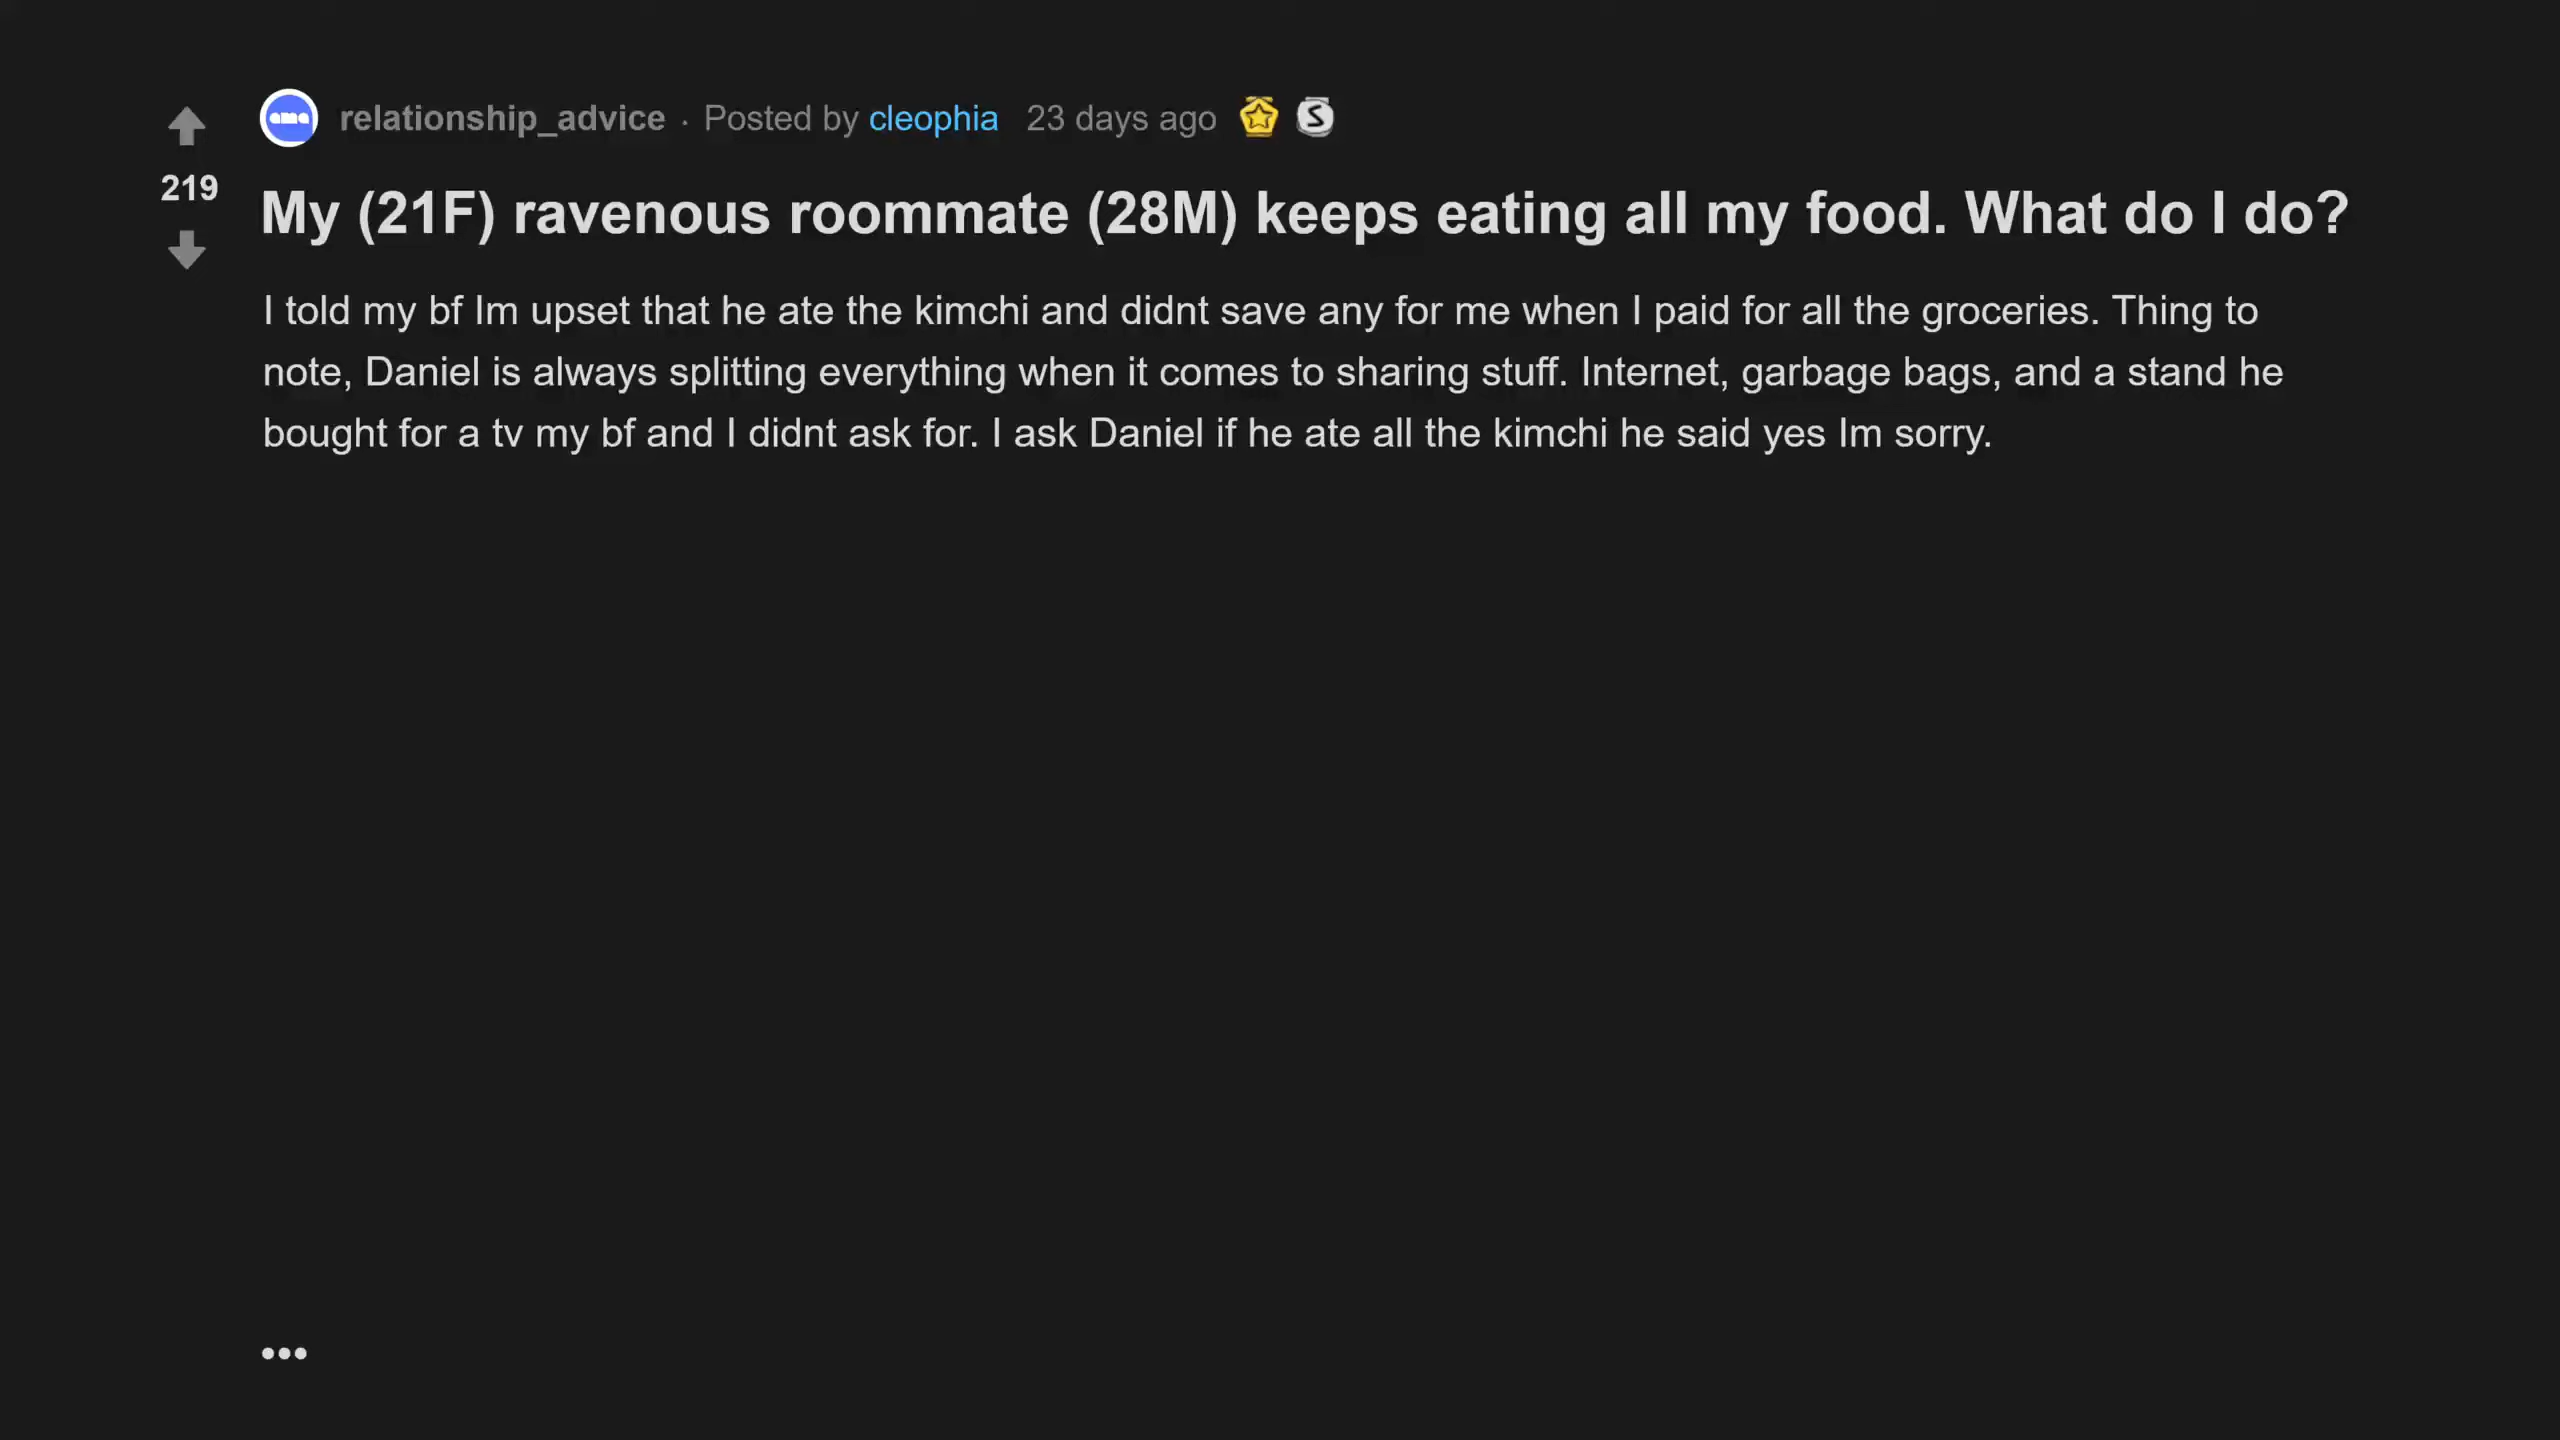 relationship_advice · Posted by cleophia 23 days ago
219
My (21F) ravenous roommate (28M) keeps eating all my food. What do I do?
I told my bf Im upset that he ate the kimchi and didnt save any for me when I paid for all the groceries. Thing to
note, Daniel is always splitting everything when it comes to sharing stuff. Internet, garbage bags, and a stand he
bought for a tv my bf and I didnt ask for. I ask Daniel if he ate all the kimchi he said yes Im sorry.